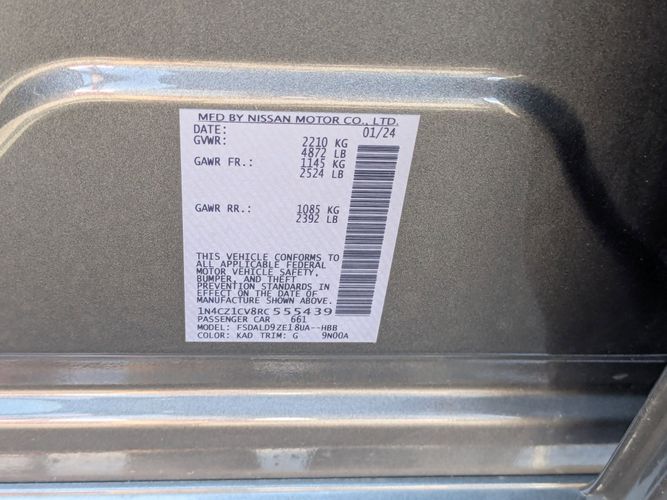 MFD BY NISSAN MOTOR CO., LTD.
DATE: 01/24
GVWR: 2210 KG
4872 LB
GAWR FR.: 1145 KG
2524 LB
GAWR RR.: 1085 KG
2392 LB
THIS VEHICLE CONFORMS TO
ALL APPLICABLE FEDERAL
MOTOR VEHICLE SAFETY,
BUMPER, AND THEFT
PREVENTION STANDARDS IN
EFFECT ON THE DATE OF
MANUFACTURE SHOWN ABOVE.
1N4CZ1CV8RC555439
PASSENGER CAR 661
MODEL: FSDALD9ZE18UA--HBB
COLOR: KAD TRIM: G 9N00A